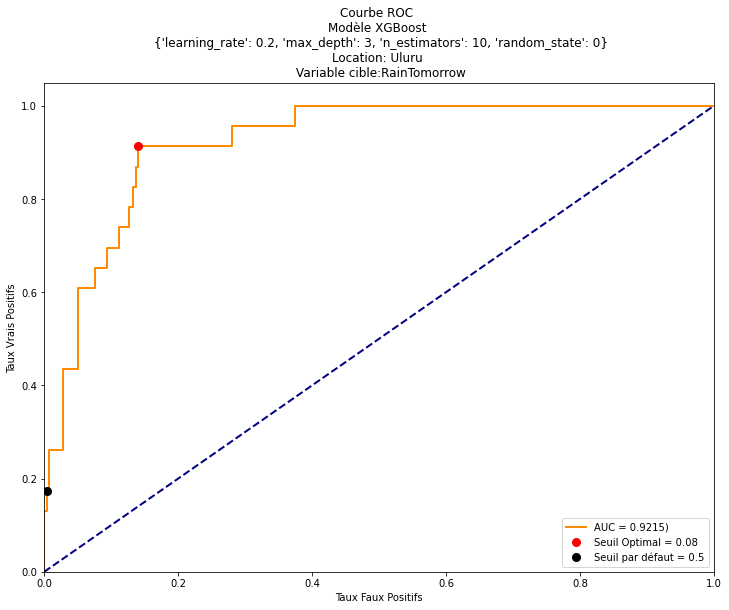 Courbe ROC
Modèle XGBoost
{'learning_rate': 0.2, 'max_depth': 3, 'n_estimators': 10, 'random_state': 0}
Location: Uluru
Variable cible:RainTomorrow
1.0
0.8
0.6
0.4
0.2
0.0
Taux Vrais Positifs
0.0 0.2 0.4 0.6 0.8 1.0
Taux Faux Positifs
AUC = 0.9215)
Seuil Optimal = 0.08
Seuil par défaut = 0.5